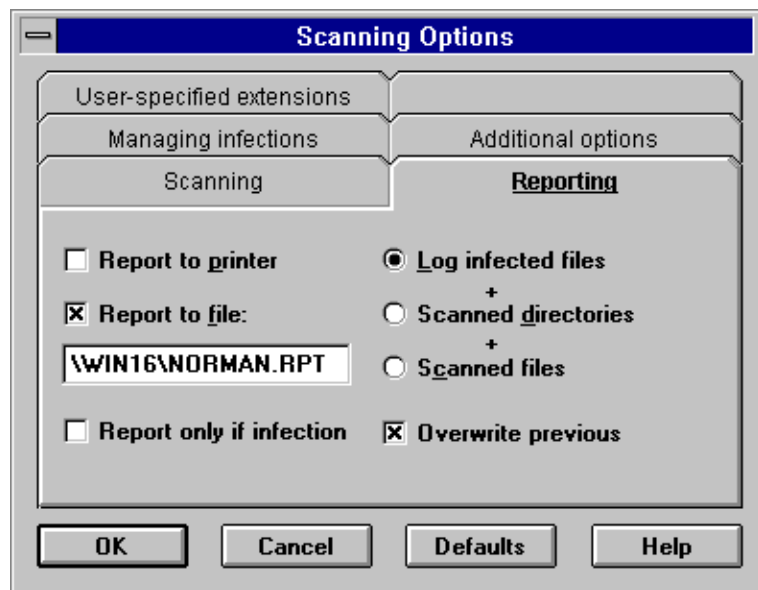 Scanning Options
User-specified extensions
Managing infections Additional options
Scanning Reporting
Report to printer Log infected files
+
Report to file: Scanned directories
+
\WIN16\NORMAN.RPT Scanned files
Report only if infection Overwrite previous
OK Cancel Defaults Help